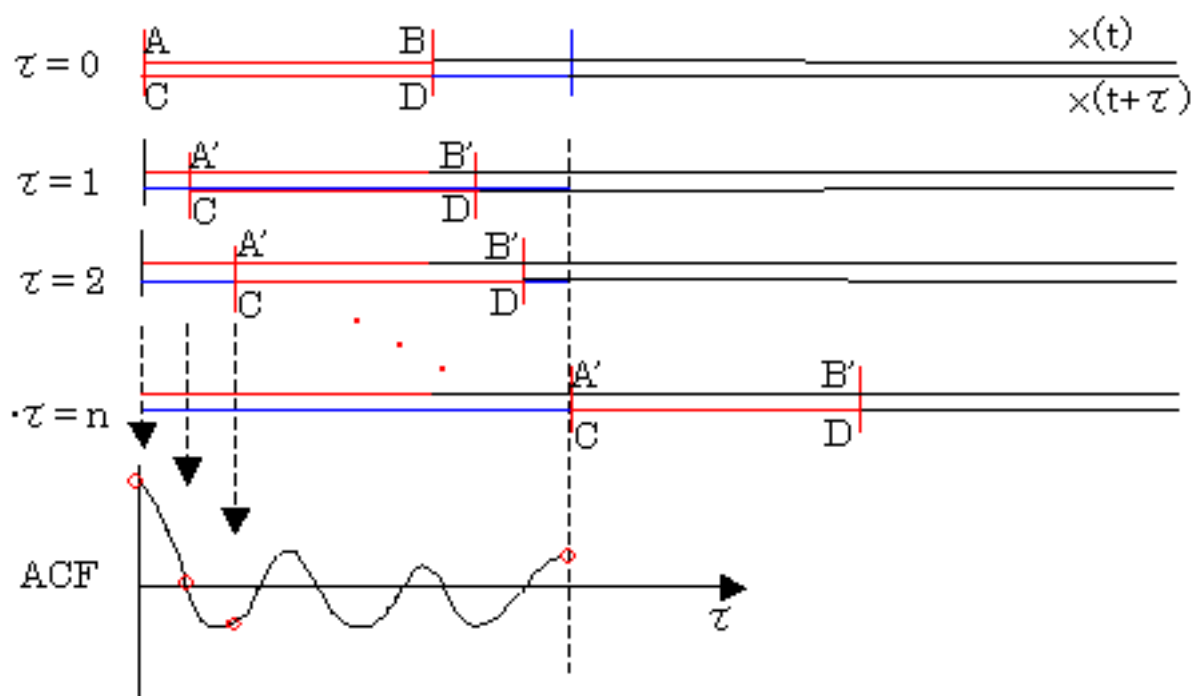 A B x(t)
τ=0
C D x(t+τ)
A' B'
τ=1
C D
A' B'
τ=2
C D
A' B'
·τ=n
C D
ACF
τ